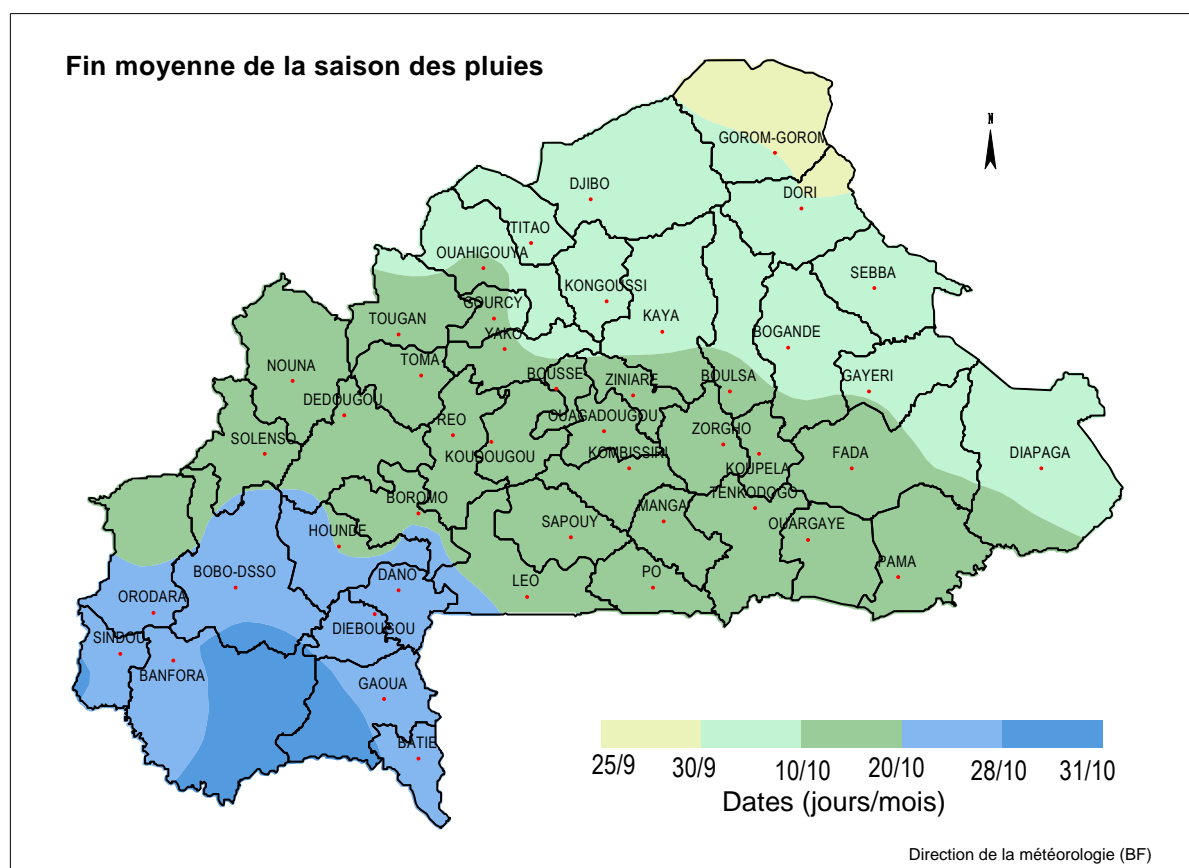 Fin moyenne de la saison des pluies
N
GOROM-GOROM
DJIBO
DORI
TITAO
OUAHIGOUYA
SEBBA
KONGOUSSI
GOURCY
KAYA
TOUGAN
BOGANDE
YAKO
NOUNA
TOMA
BOUSSE
ZINIARE
BOULSA
GAYERI
DEDOUGOU
REO
OUAGADOUGOU
SOLENSO
ZORGHO
KOUDOUGOU
KOMBISSIRI
KOUPELA
FADA
DIAPAGA
BOROMO
TENKODOGO
MANGA
HOUNDE
SAPOUY
OUARGAYE
BOBO-DSSO
DANO
LEO
PO
PAMA
ORODARA
DIEBOUGOU
SINDOU
BANFORA
GAOUA
BATIE
25/9 30/9 10/10 20/10 28/10 31/10
Dates (jours/mois)
Direction de la météorologie (BF)